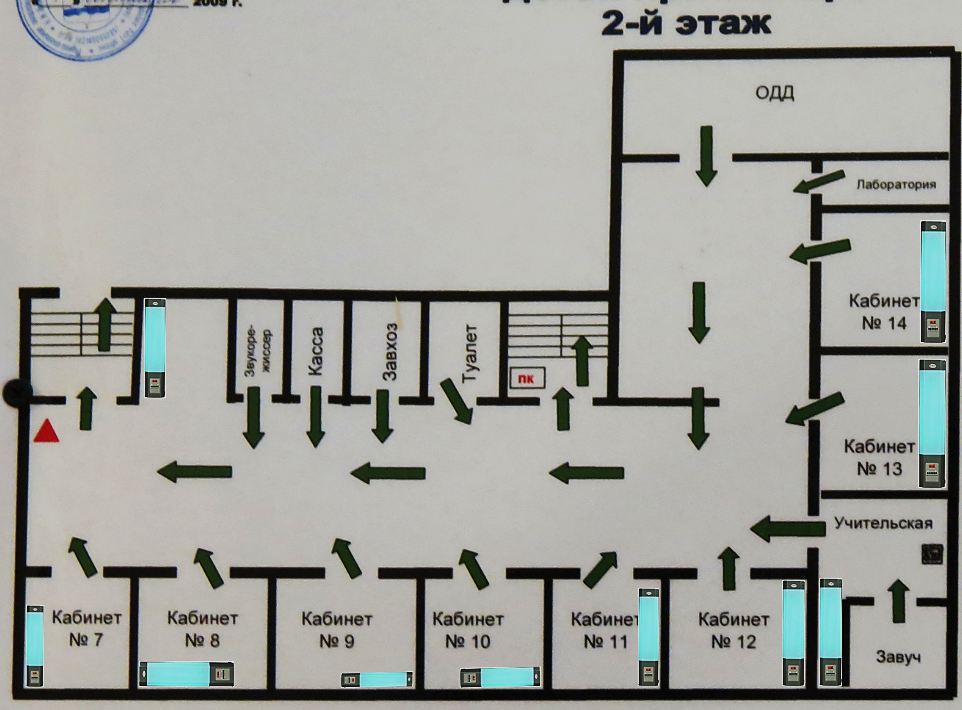 2009 г.
2-й этаж
ОДД
Лаборатория
Кабинет
№ 14
Звукоре-
жиссер
Касса
Завхоз
Туалет
пк
Кабинет
№ 13
Учительская
Кабинет
№ 7
Кабинет
№ 8
Кабинет
№ 9
Кабинет
№ 10
Кабинет
№ 11
Кабинет
№ 12
Завуч